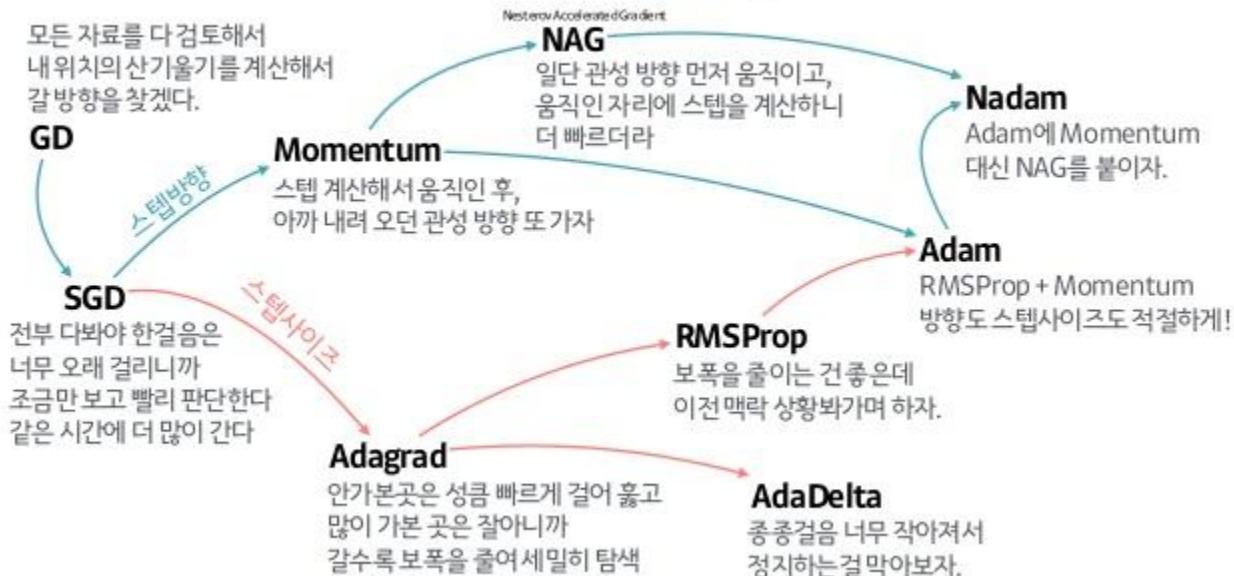 모든 자료를 다 검토해서
내 위치의 산기울기를 계산해서
갈 방향을 찾겠다.
GD
스텝방향
SGD
전부 다봐야 한걸음은
너무 오래 걸리니까
조금만 보고 빨리 판단한다
같은 시간에 더 많이 간다
Momentum
스텝 계산해서 움직인 후,
아까 내려 오던 관성 방향 또 가자
Nesterov Accelerated Gradient
NAG
일단 관성 방향 먼저 움직이고,
움직인 자리에 스텝을 계산하니
더 빠르더라
Nadam
Adam에 Momentum
대신 NAG를 붙이자.
Adam
RMSProp + Momentum
방향도 스텝사이즈도 적절하게!
스텝사이즈
RMSProp
보폭을 줄이는 건 좋은데
이전 맥락 상황봐가며 하자.
Adagrad
안가본곳은 성큼 빠르게 걸어 훓고
많이 가본 곳은 잘아니까
갈수록 보폭을 줄여 세밀히 탐색
AdaDelta
종종걸음 너무 작아져서
정지하는걸 막아보자.